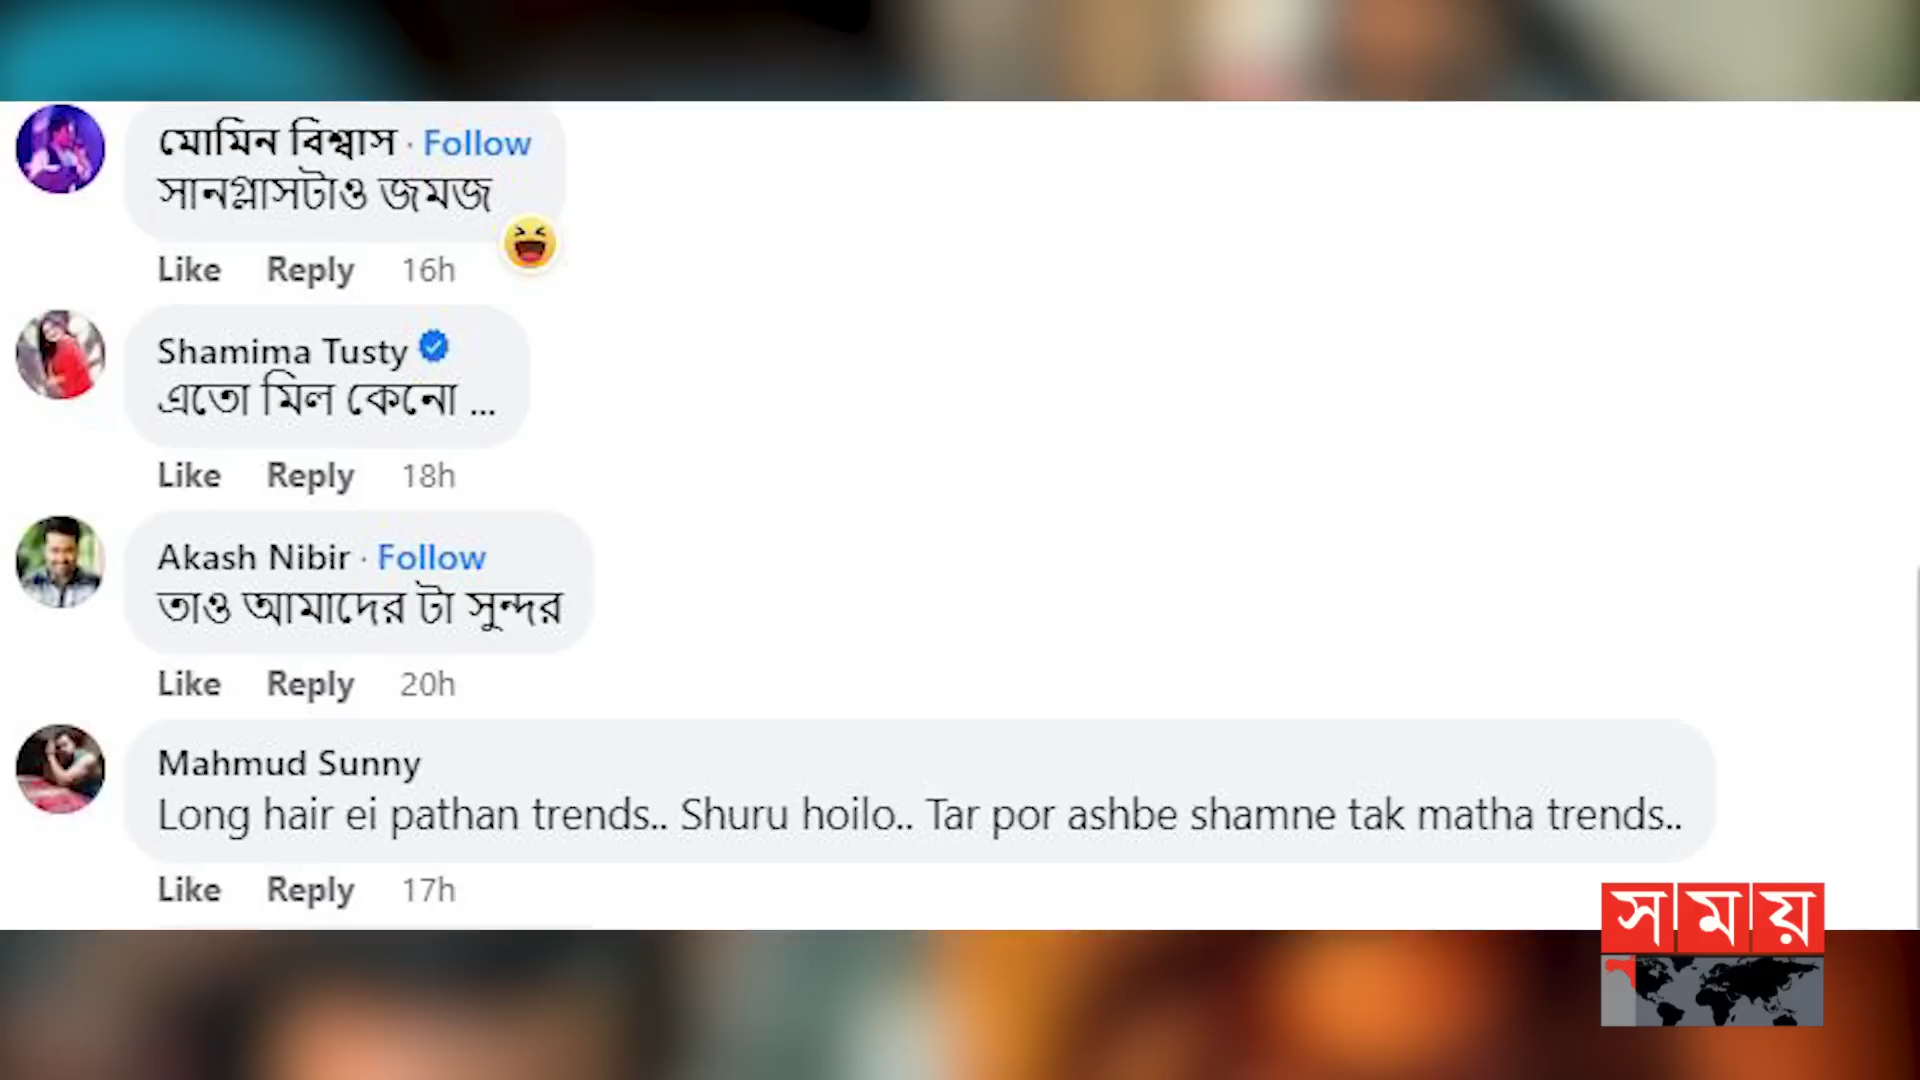 মোমিন বিশ্বাস · Follow
সানগ্লাসটাও জমজ
Like Reply 16h
Shamima Tusty
এতো মিল কেনো ...
Like Reply 18h
Akash Nibir · Follow
তাও আমাদের টা সুন্দর
Like Reply 20h
Mahmud Sunny
Long hair ei pathan trends.. Shuru hoilo.. Tar por ashbe shamne tak matha trends..
Like Reply 17h
সময়